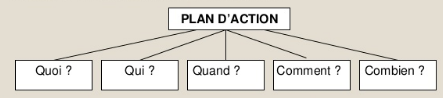 PLAN D'ACTION
Quoi ?
Qui ?
Quand ?
Comment ?
Combien ?